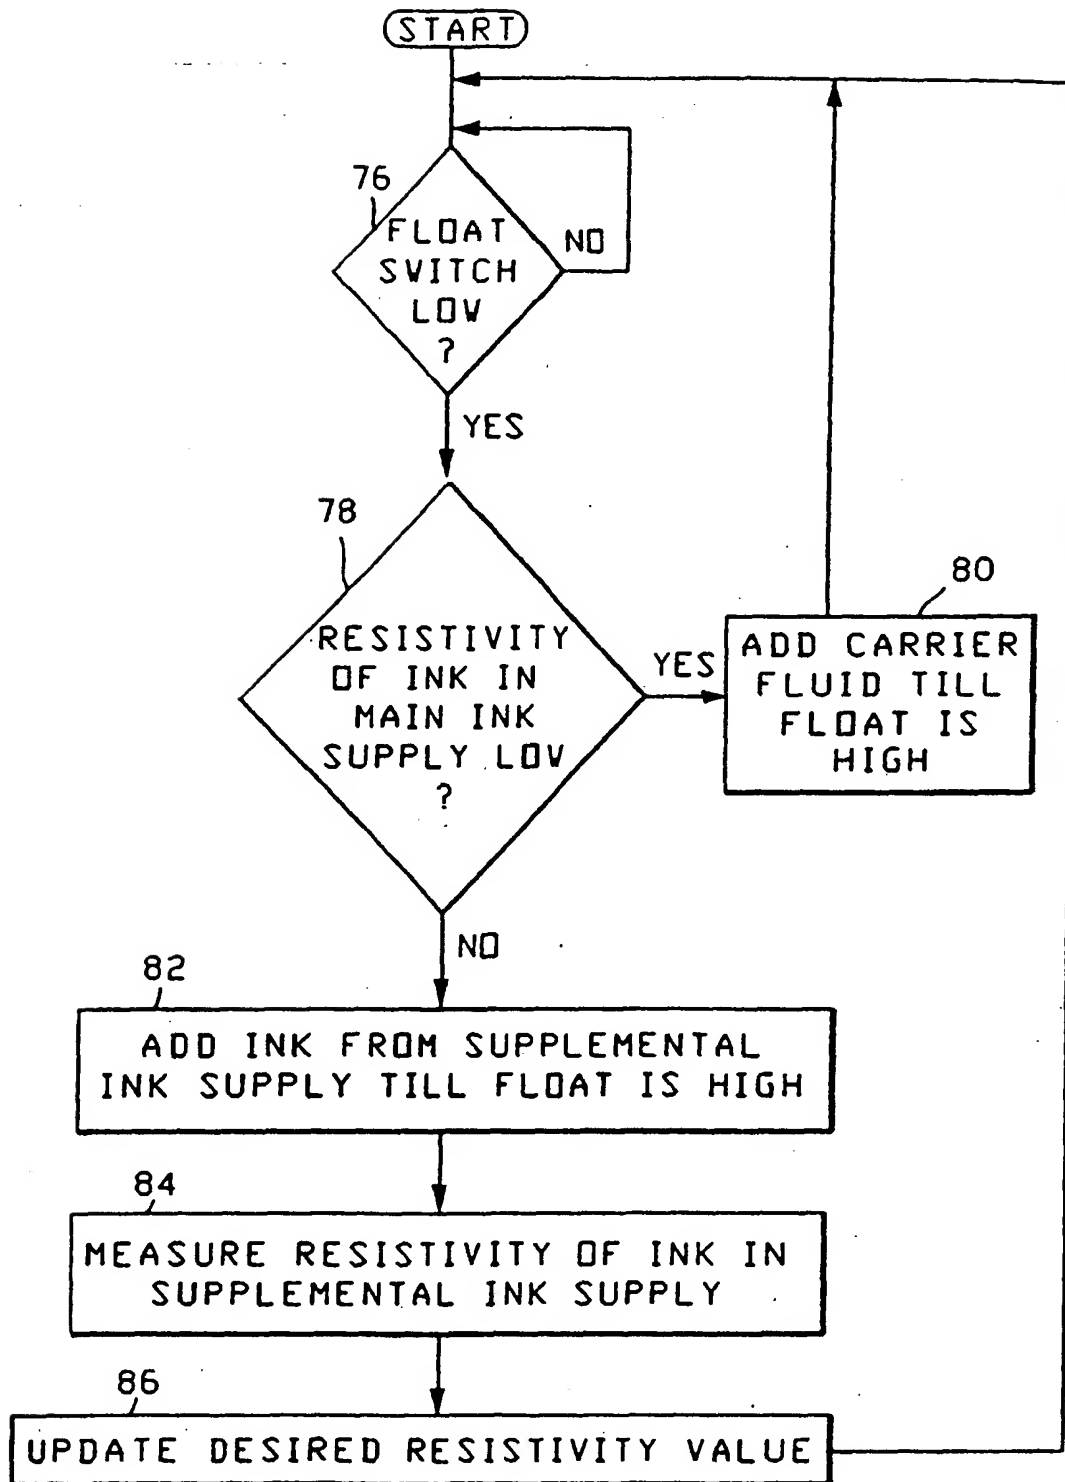 START
76
FLOAT
SWITCH
LOW
?
NO
YES
78
RESISTIVITY
OF INK IN
MAIN INK
SUPPLY LOW
?
YES
80
ADD CARRIER
FLUID TILL
FLOAT IS
HIGH
NO
82
ADD INK FROM SUPPLEMENTAL
INK SUPPLY TILL FLOAT IS HIGH
84
MEASURE RESISTIVITY OF INK IN
SUPPLEMENTAL INK SUPPLY
86
UPDATE DESIRED RESISTIVITY VALUE